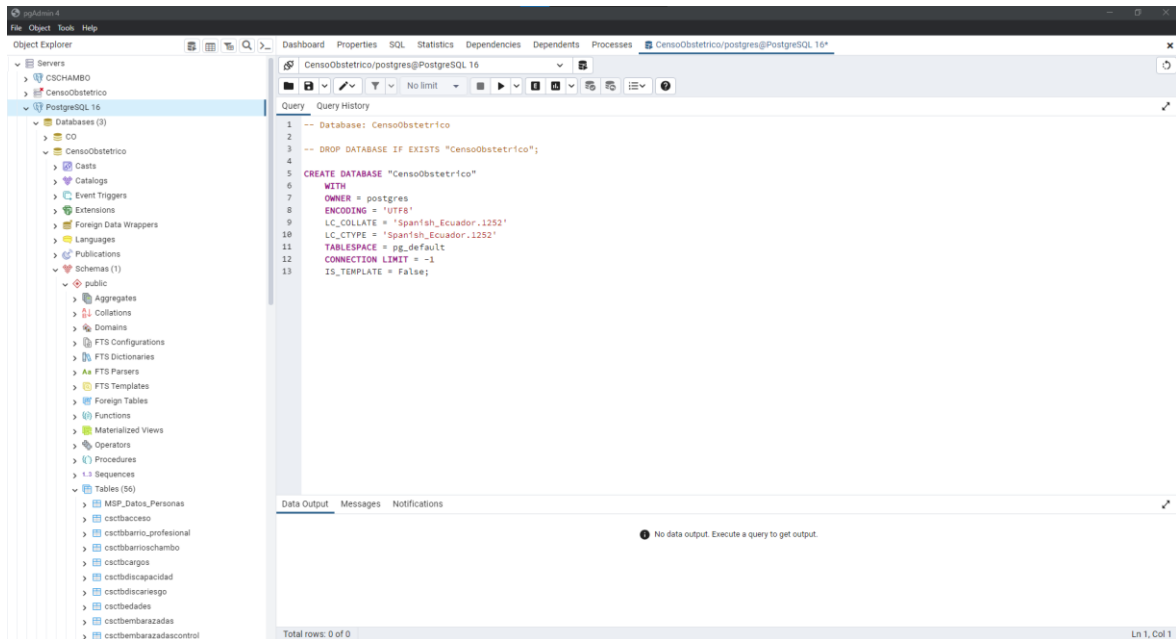 pgAdmin 4
File Object Tools Help
Object Explorer
Servers
CSCHAMBO
CensoObstetrico
PostgreSQL 16
Databases (3)
CO
CensoObstetrico
Casts
Catalogs
Event Triggers
Extensions
Foreign Data Wrappers
Languages
Publications
Schemas (1)
public
Aggregates
Collations
Domains
FTS Configurations
FTS Dictionaries
FTS Parsers
FTS Templates
Foreign Tables
Functions
Materialized Views
Operators
Procedures
1..3 Sequences
Tables (56)
MSP_Datos_Personas
csctbacceso
csctbbarrio_profesional
csctbbarrioschambo
csctbcargos
csctbdiscapacidad
csctbdiscariesgo
csctbedades
csctbembarazadas
csctbembarazadascontrol
Dashboard Properties SQL Statistics Dependencies Dependents Processes CensoObstetrico/postgres@PostgreSQL 16*
CensoObstetrico/postgres@PostgreSQL 16
No limit
Query Query History
1 -- Database: CensoObstetrico
2
3 -- DROP DATABASE IF EXISTS "CensoObstetrico";
4
5 CREATE DATABASE "CensoObstetrico"
6 WITH
7 OWNER = postgres
8 ENCODING = 'UTF8'
9 LC_COLLATE = 'Spanish_Ecuador.1252'
10 LC_CTYPE = 'Spanish_Ecuador.1252'
11 TABLESPACE = pg_default
12 CONNECTION LIMIT = -1
13 IS_TEMPLATE = False;
Data Output Messages Notifications
No data output. Execute a query to get output.
Total rows: 0 of 0
Ln 1, Col 1